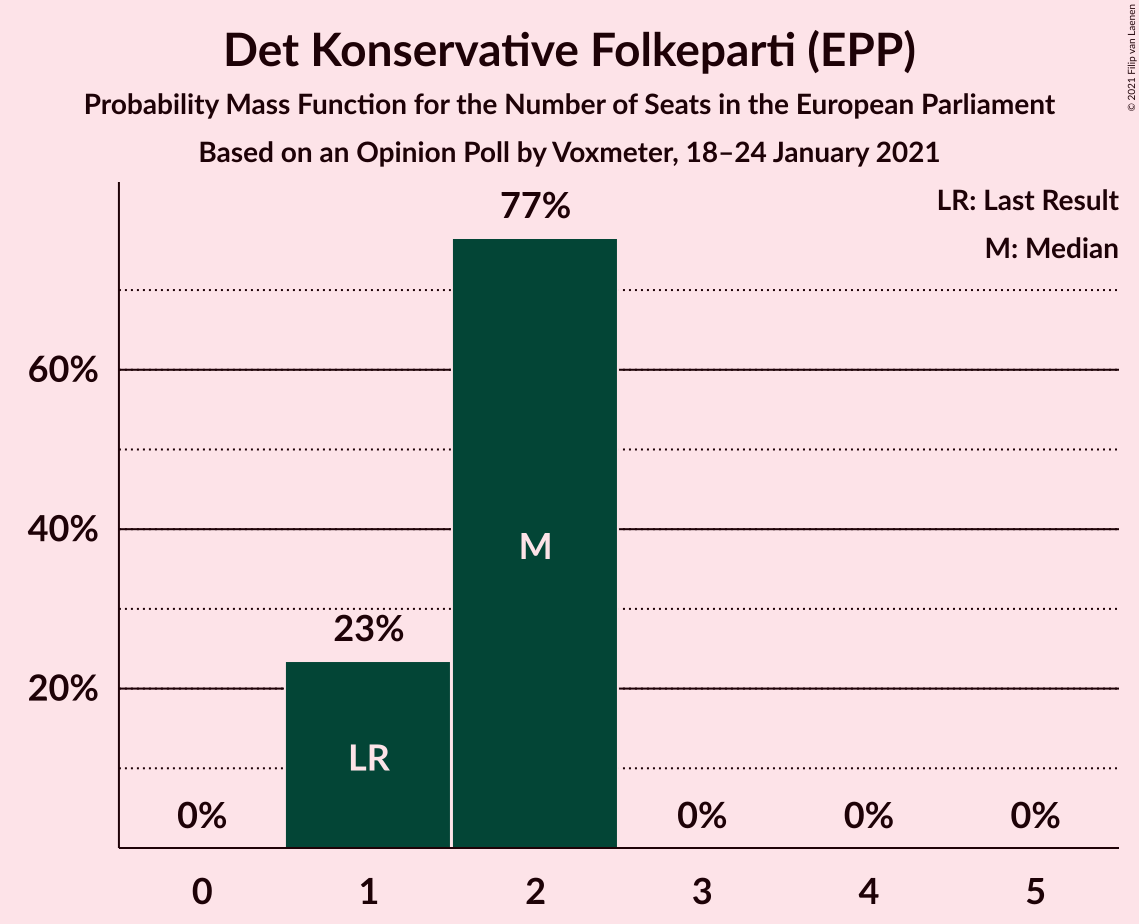 Det Konservative Folkeparti (EPP)
Probability Mass Function for the Number of Seats in the European Parliament
Based on an Opinion Poll by Voxmeter, 18–24 January 2021
© 2021 Filip van Laenen
LR: Last Result
M: Median
77%
60%
40%
M
23%
20%
LR
0%
0%
0%
0%
0
1
2
3
4
5